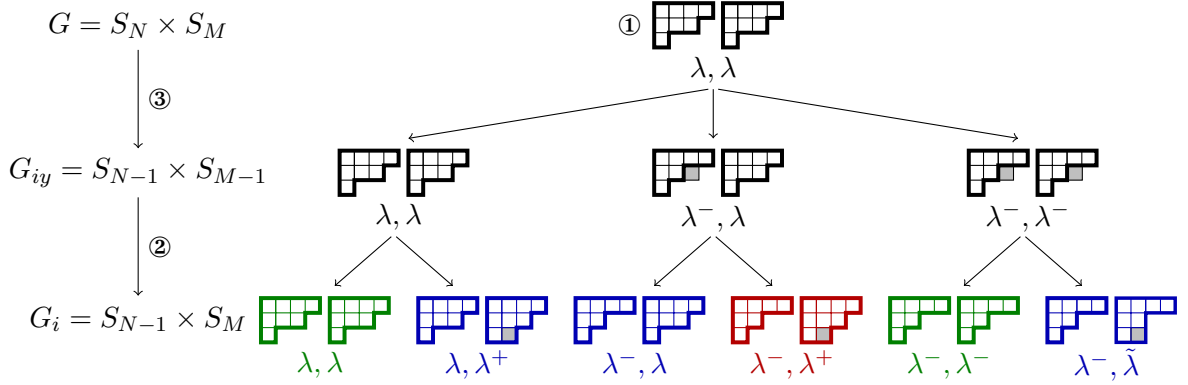 G = S_N × S_M
①
λ, λ
③
G_{iy} = S_{N−1} × S_{M−1}
λ, λ
λ⁻, λ
λ⁻, λ⁻
②
G_i = S_{N−1} × S_M
λ, λ
λ, λ⁺
λ⁻, λ
λ⁻, λ⁺
λ⁻, λ⁻
λ⁻, λ̃